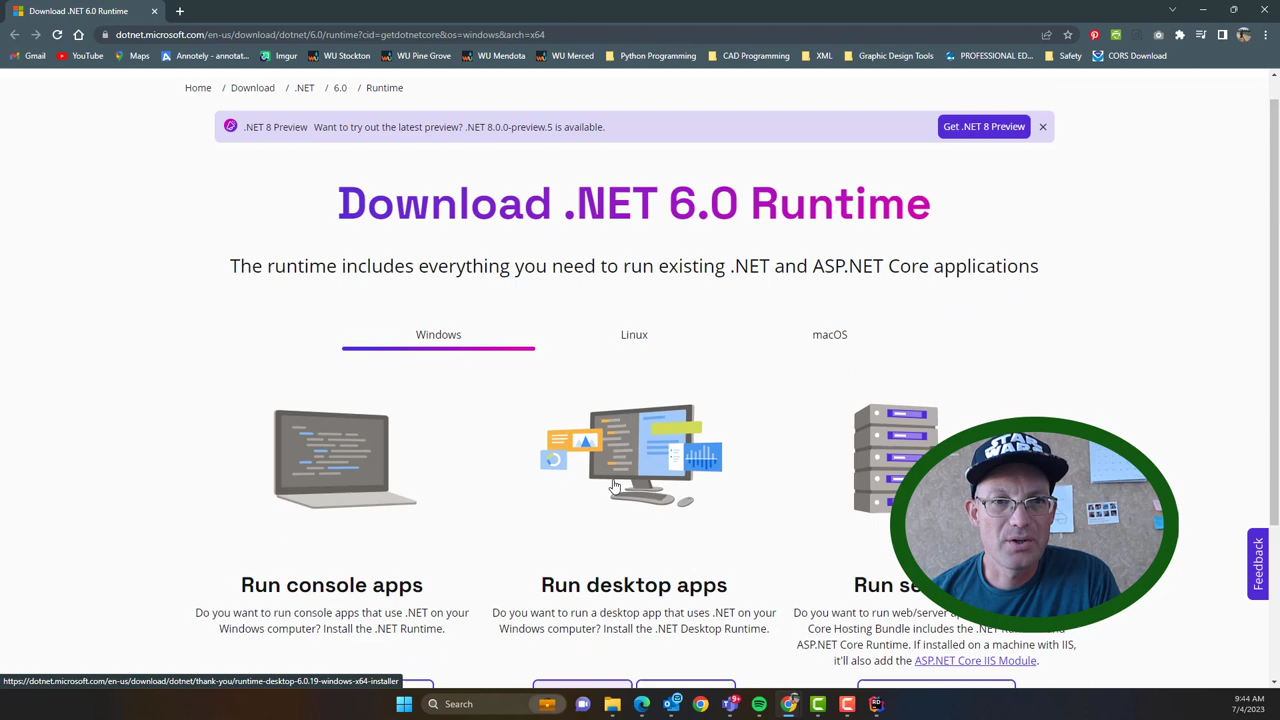 Download .NET 6.0 Runtime
dotnet.microsoft.com/en-us/download/dotnet/6.0/runtime?cid=getdotnetcore&os=windows&arch=x64
Gmail YouTube Maps Annotely - annotat... Imgur WU Stockton WU Pine Grove WU Mendota WU Merced Python Programming CAD Programming XML Graphic Design Tools PROFESSIONAL ED... Safety CORS Download
Home / Download / .NET / 6.0 / Runtime
.NET 8 Preview Want to try out the latest preview? .NET 8.0.0-preview.5 is available. Get .NET 8 Preview
Download .NET 6.0 Runtime
The runtime includes everything you need to run existing .NET and ASP.NET Core applications
Windows Linux macOS
STAR
WARS
Feedback
Run console apps
Do you want to run console apps that use .NET on your
Windows computer? Install the .NET Runtime.
Run desktop apps
Do you want to run a desktop app that uses .NET on your
Windows computer? Install the .NET Desktop Runtime.
Run
Do you want to run web/server
Core Hosting Bundle includes the .NET
ASP.NET Core Runtime. If installed on a machine with IIS,
it'll also add the ASP.NET Core IIS Module.
https://dotnet.microsoft.com/en-us/download/dotnet/thank-you/runtime-desktop-6.0.19-windows-x64-installer
Search
9:44 AM
7/4/2023